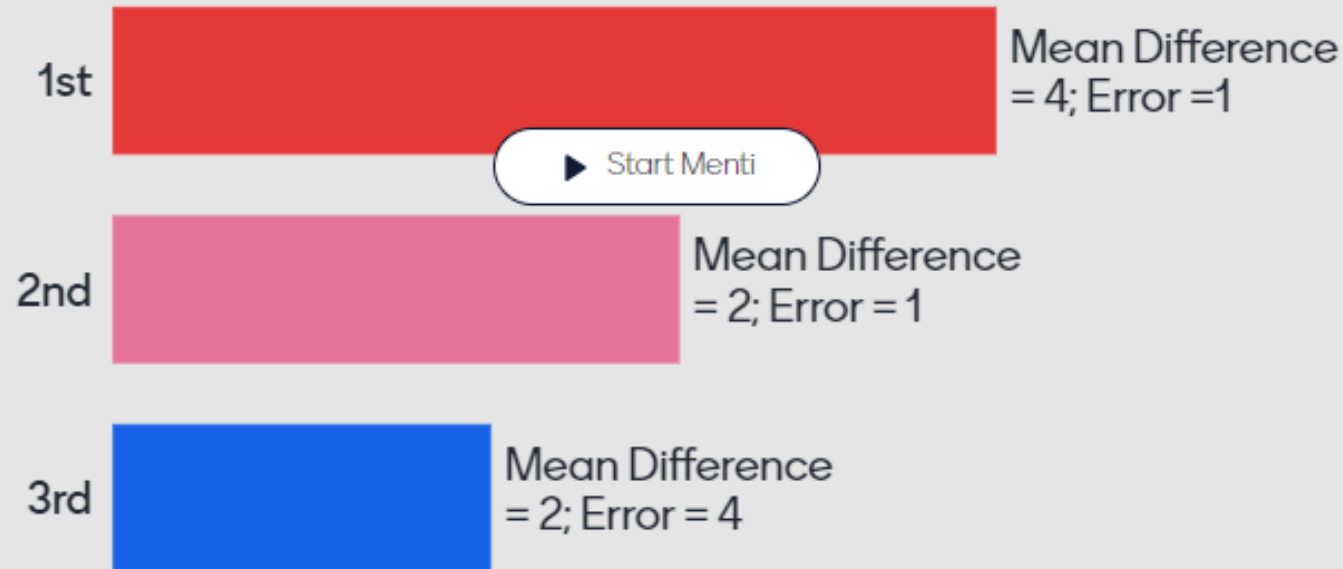 1st
Mean Difference
= 4; Error =1
Start Menti
2nd
Mean Difference
= 2; Error = 1
3rd
Mean Difference
= 2; Error = 4